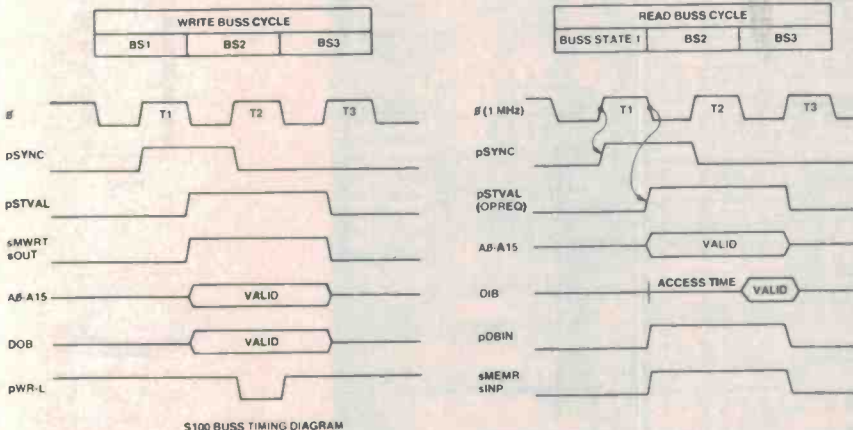 WRITE BUSS CYCLE
BS1 BS2 BS3
ø T1 T2 T3
pSYNC
pSTVAL
sMWRT
sOUT
Aø-A15 VALID
DOB VALID
pWR-L
S100 BUSS TIMING DIAGRAM
READ BUSS CYCLE
BUSS STATE 1 BS2 BS3
ø (1 MHz) T1 T2 T3
pSYNC
pSTVAL
(OPREQ)
Aø-A15 VALID
DIB ACCESS TIME VALID
pDBIN
sMEMR
sINP